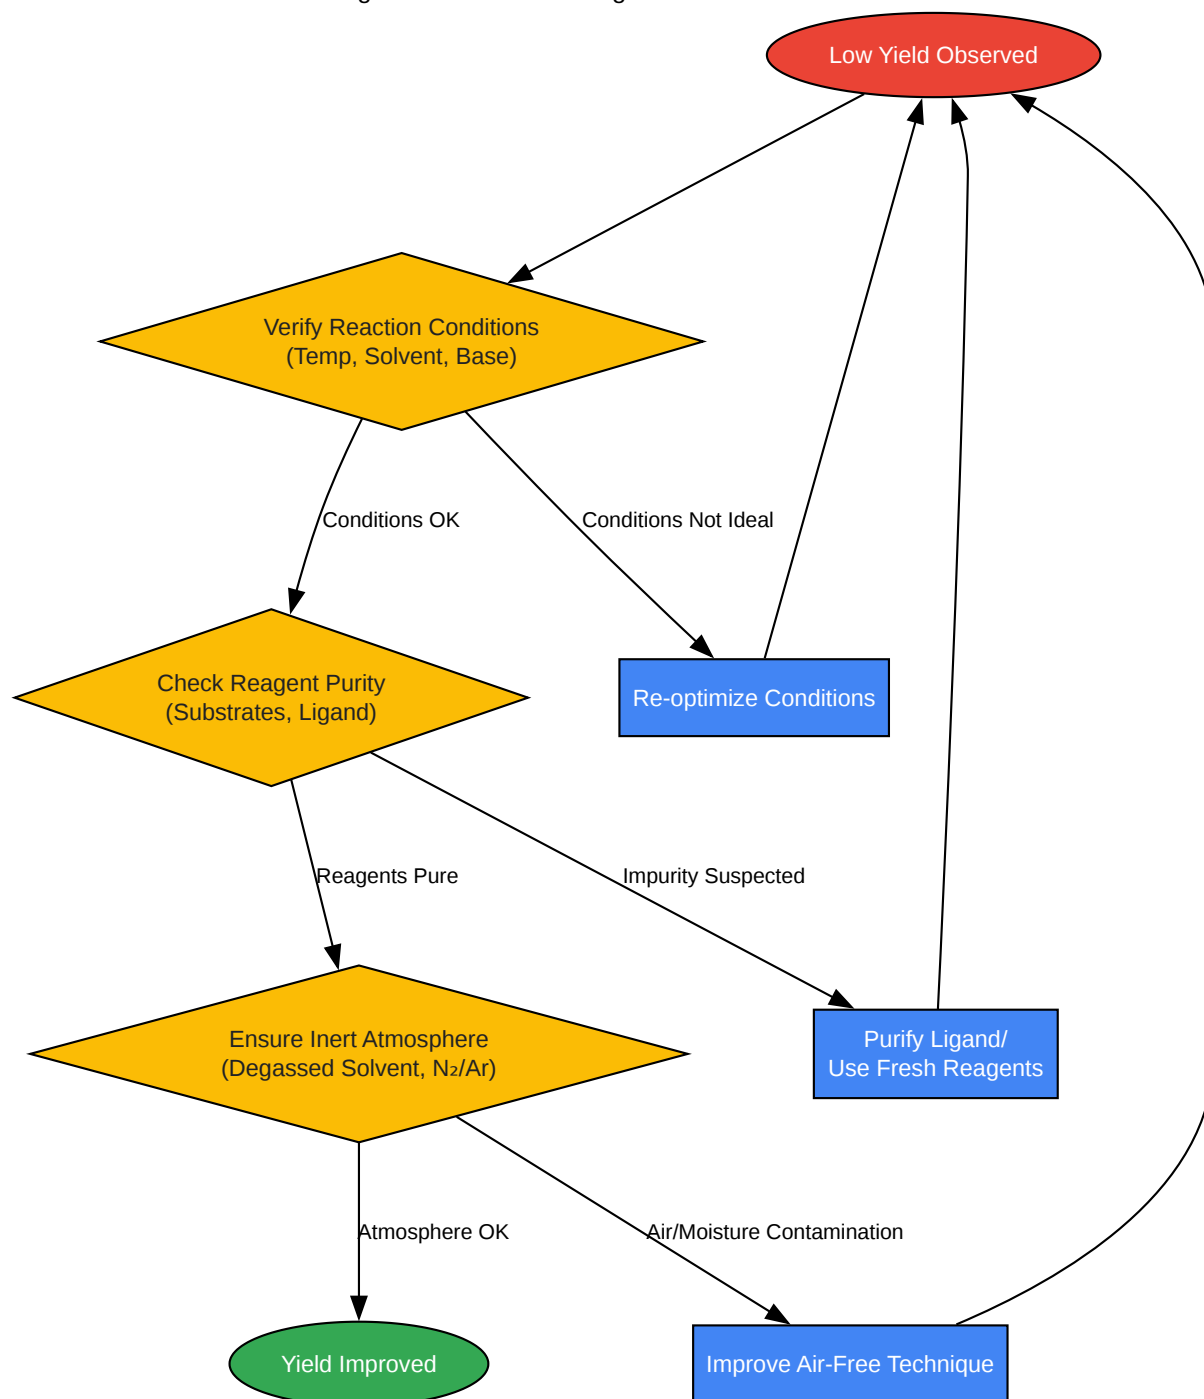 Low Yield Observed
Verify Reaction Conditions
(Temp, Solvent, Base)
Conditions OK
Conditions Not Ideal
Check Reagent Purity
(Substrates, Ligand)
Re-optimize Conditions
Reagents Pure
Impurity Suspected
Ensure Inert Atmosphere
(Degassed Solvent, N₂/Ar)
Purify Ligand/
Use Fresh Reagents
Atmosphere OK
Air/Moisture Contamination
Yield Improved
Improve Air-Free Technique